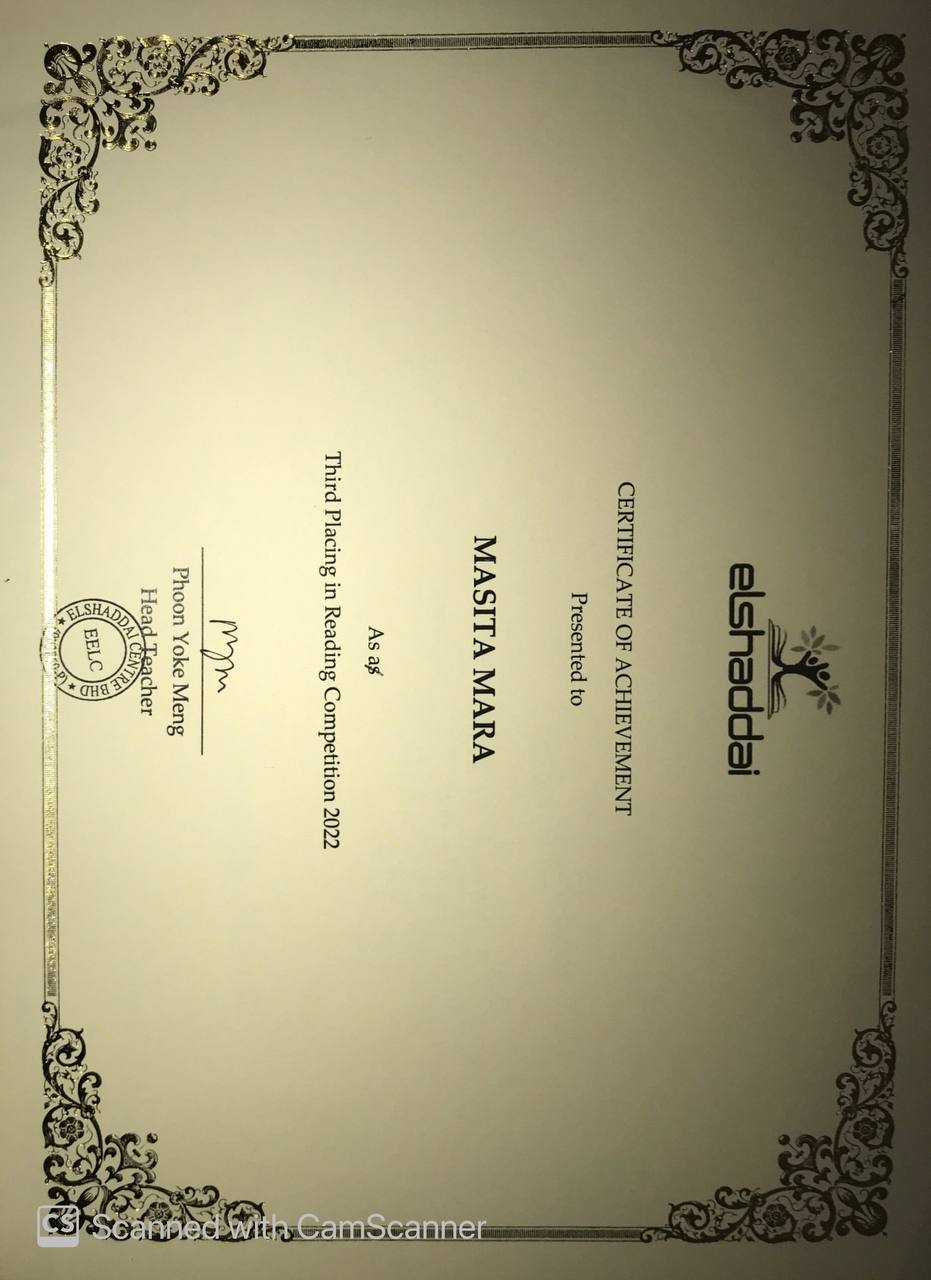 elshaddai
CERTIFICATE OF ACHIEVEMENT
Presented to
MASITA MARA
As a
Third Placing in Reading Competition 2022
Phoon Yoke Meng
Head Teacher
ELSHADDAI CENTRE BHD
EELC
CS Scanned with CamScanner